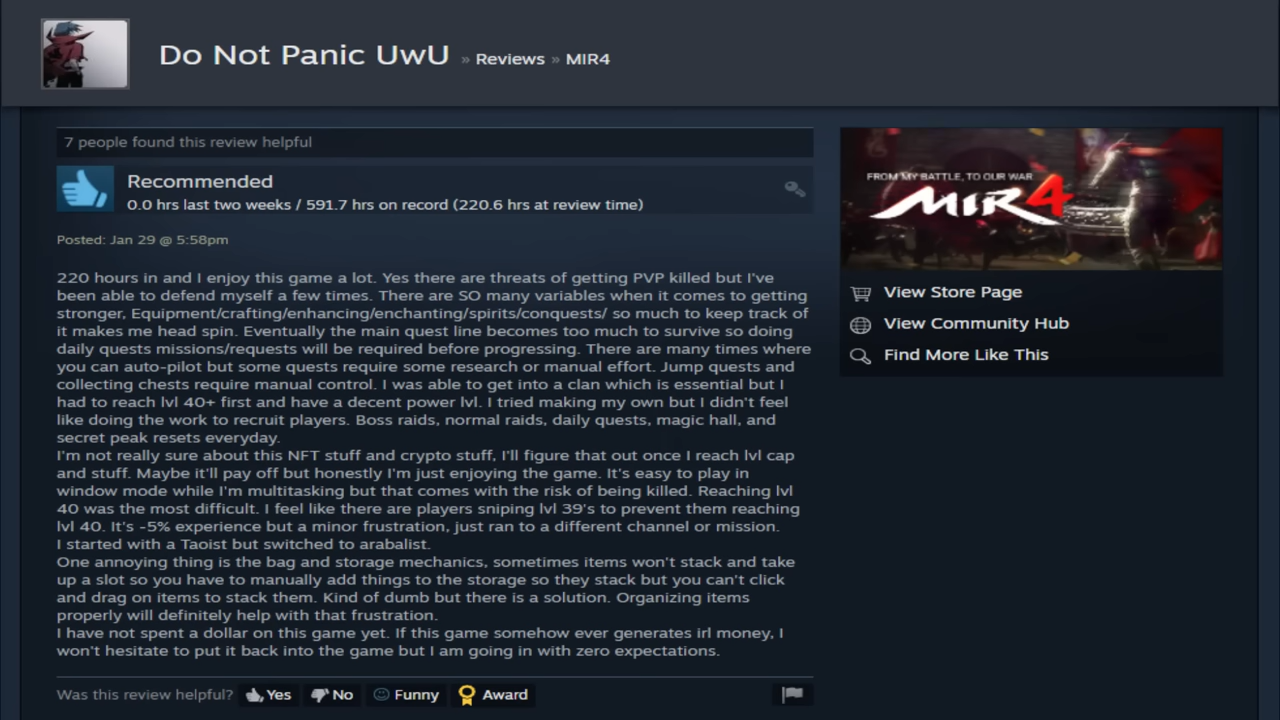 Do Not Panic UwU » Reviews » MIR4
7 people found this review helpful
Recommended
0.0 hrs last two weeks / 591.7 hrs on record (220.6 hrs at review time)
Posted: Jan 29 @ 5:58pm
220 hours in and I enjoy this game a lot. Yes there are threats of getting PVP killed but I've
been able to defend myself a few times. There are SO many variables when it comes to getting
stronger, Equipment/crafting/enhancing/enchanting/spirits/conquests/ so much to keep track of
it makes me head spin. Eventually the main quest line becomes too much to survive so doing
daily quests missions/requests will be required before progressing. There are many times where
you can auto-pilot but some quests require some research or manual effort. Jump quests and
collecting chests require manual control. I was able to get into a clan which is essential but I
had to reach lvl 40+ first and have a decent power lvl. I tried making my own but I didn't feel
like doing the work to recruit players. Boss raids, normal raids, daily quests, magic hall, and
secret peak resets everyday.
I'm not really sure about this NFT stuff and crypto stuff, I'll figure that out once I reach lvl cap
and stuff. Maybe it'll pay off but honestly I'm just enjoying the game. It's easy to play in
window mode while I'm multitasking but that comes with the risk of being killed. Reaching lvl
40 was the most difficult. I feel like there are players sniping lvl 39's to prevent them reaching
lvl 40. It's -5% experience but a minor frustration, just ran to a different channel or mission.
I started with a Taoist but switched to arabalist.
One annoying thing is the bag and storage mechanics, sometimes items won't stack and take
up a slot so you have to manually add things to the storage so they stack but you can't click
and drag on items to stack them. Kind of dumb but there is a solution. Organizing items
properly will definitely help with that frustration.
I have not spent a dollar on this game yet. If this game somehow ever generates irl money, I
won't hesitate to put it back into the game but I am going in with zero expectations.
Was this review helpful? Yes No Funny Award
FROM MY BATTLE, TO OUR WAR
MIR4
View Store Page
View Community Hub
Find More Like This